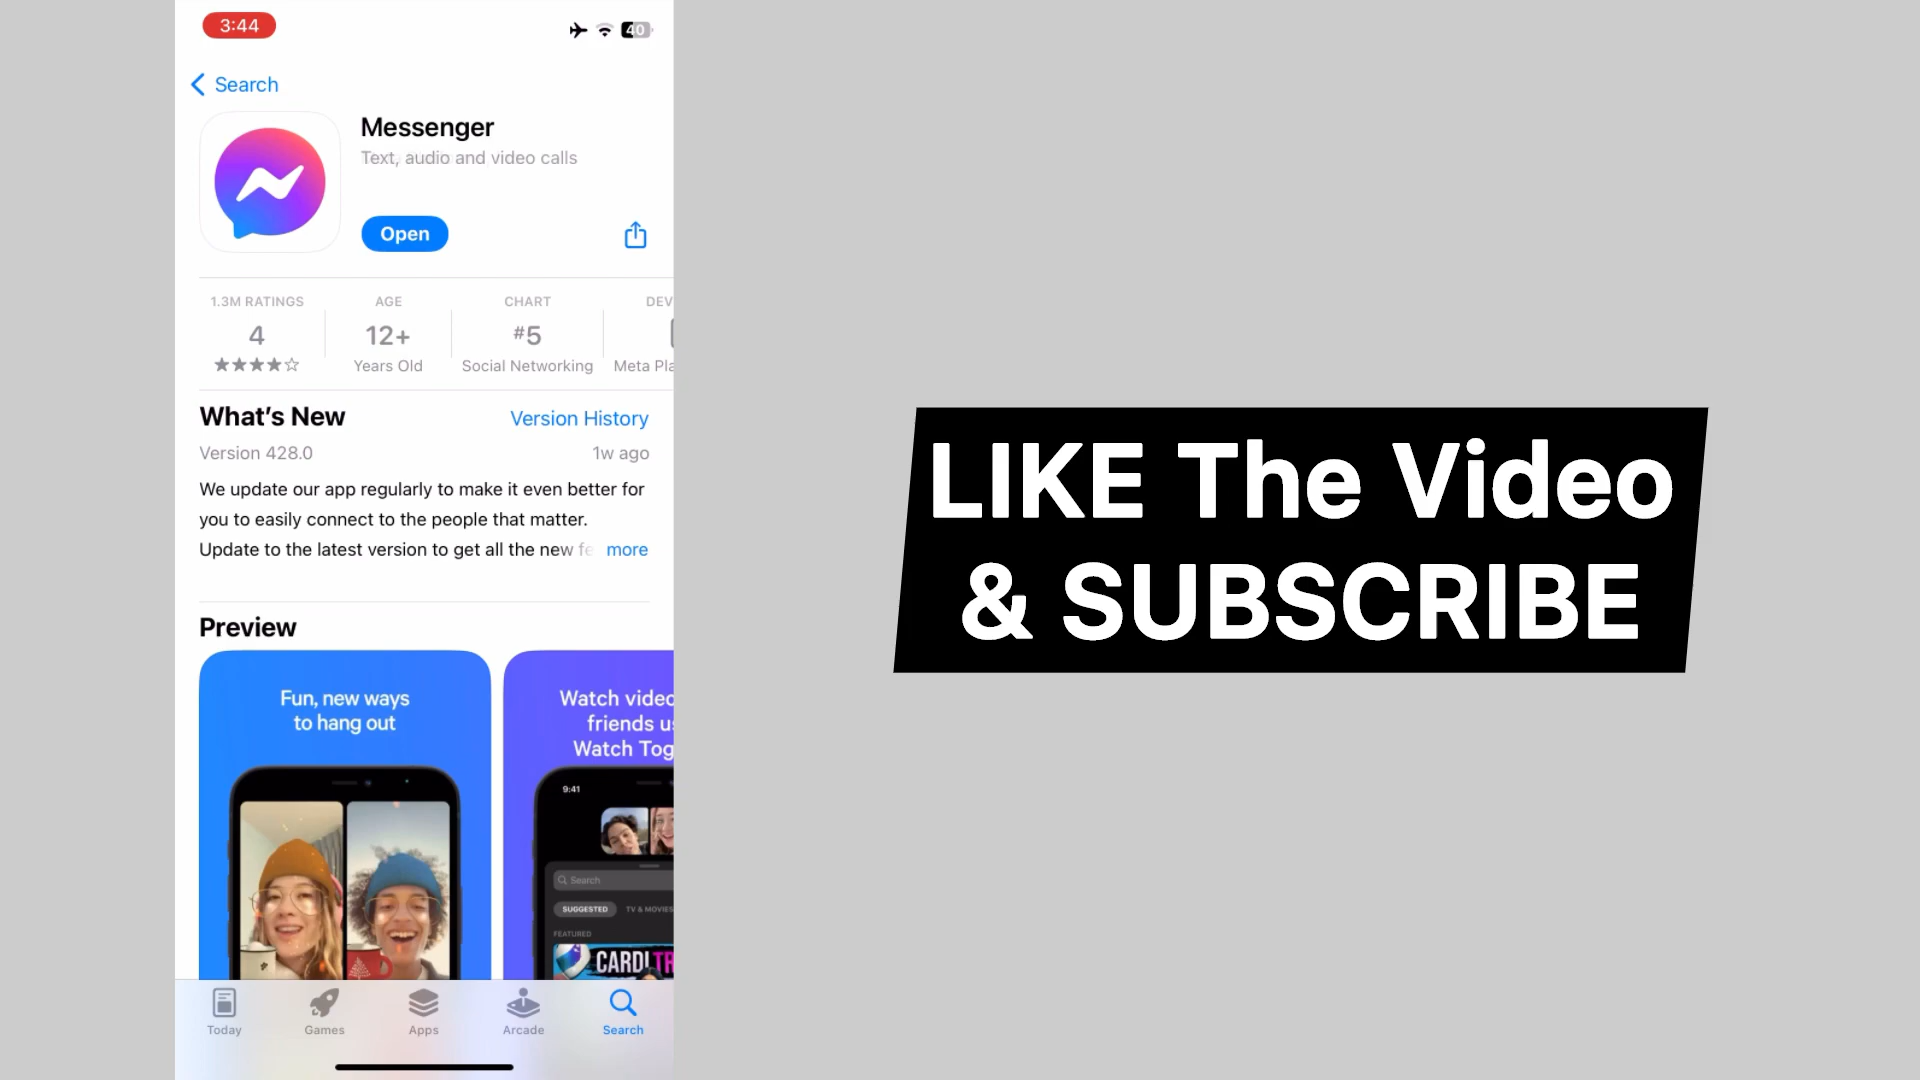 3:44
40
Search
Messenger
Text, audio and video calls
Open
1.3M RATINGS
4
AGE
12+
Years Old
CHART
#5
Social Networking
DEV
Meta Pla
What's New
Version History
Version 428.0
1w ago
We update our app regularly to make it even better for
you to easily connect to the people that matter.
Update to the latest version to get all the new fe more
Preview
Fun, new ways
to hang out
Watch video
friends us
Watch Tog
9:41
Search
SUGGESTED
TV & MOVIES
FEATURED
CARDI TR
Today
Games
Apps
Arcade
Search
LIKE The Video
& SUBSCRIBE